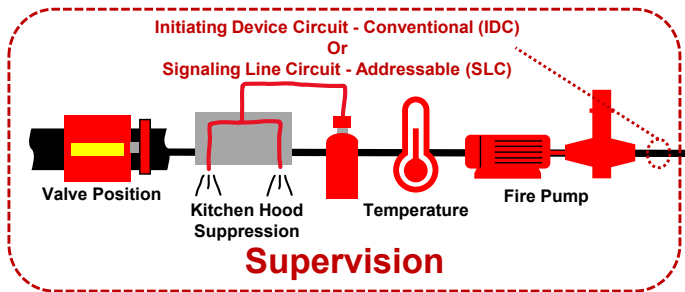 Initiating Device Circuit - Conventional (IDC)
Or
Signaling Line Circuit - Addressable (SLC)
Valve Position
Kitchen Hood
Suppression
Temperature
Fire Pump
Supervision